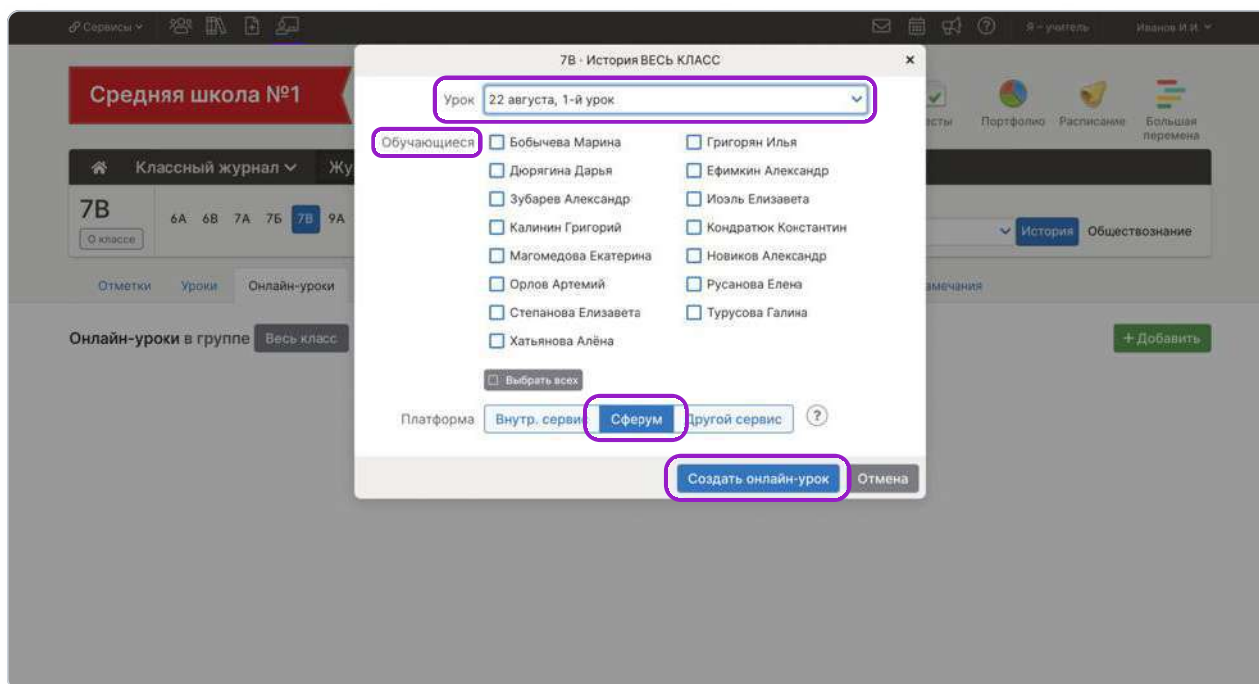 Сервисы
Я – учитель
Иванов И.И.
7В - История ВЕСЬ КЛАСС
×
Средняя школа №1
Урок 22 августа, 1-й урок
Портфолио Расписание Большая перемена
Обучающиеся
Бобычева Марина Григорян Илья
Дюрягина Дарья Ефимкин Александр
Зубарев Александр Иоэль Елизавета
Калинин Григорий Кондратюк Константин
Магомедова Екатерина Новиков Александр
Орлов Артемий Русанова Елена
Степанова Елизавета Турусова Галина
Хатьянова Алёна
Выбрать всех
Классный журнал Жу
7В 6А 6В 7А 7Б 7В 9А
О классе
История Обществознание
Отметки Уроки Онлайн-уроки
амечания
Онлайн-уроки в группе Весь класс
+ Добавить
Платформа Внутр. серви Сферум Другой сервис ?
Создать онлайн-урок Отмена